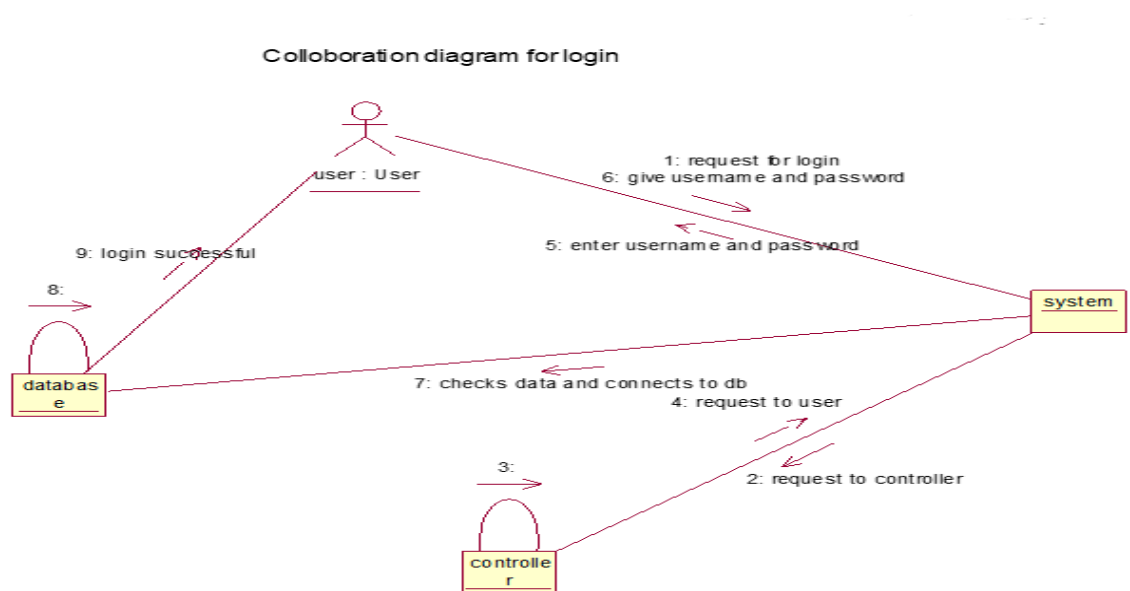 Colloboration diagram for login
user : User
1: request for login
6: give username and password
5: enter username and password
9: login successful
8:
system
databas
e
7: checks data and connects to db
4: request to user
3:
2: request to controller
controlle
r